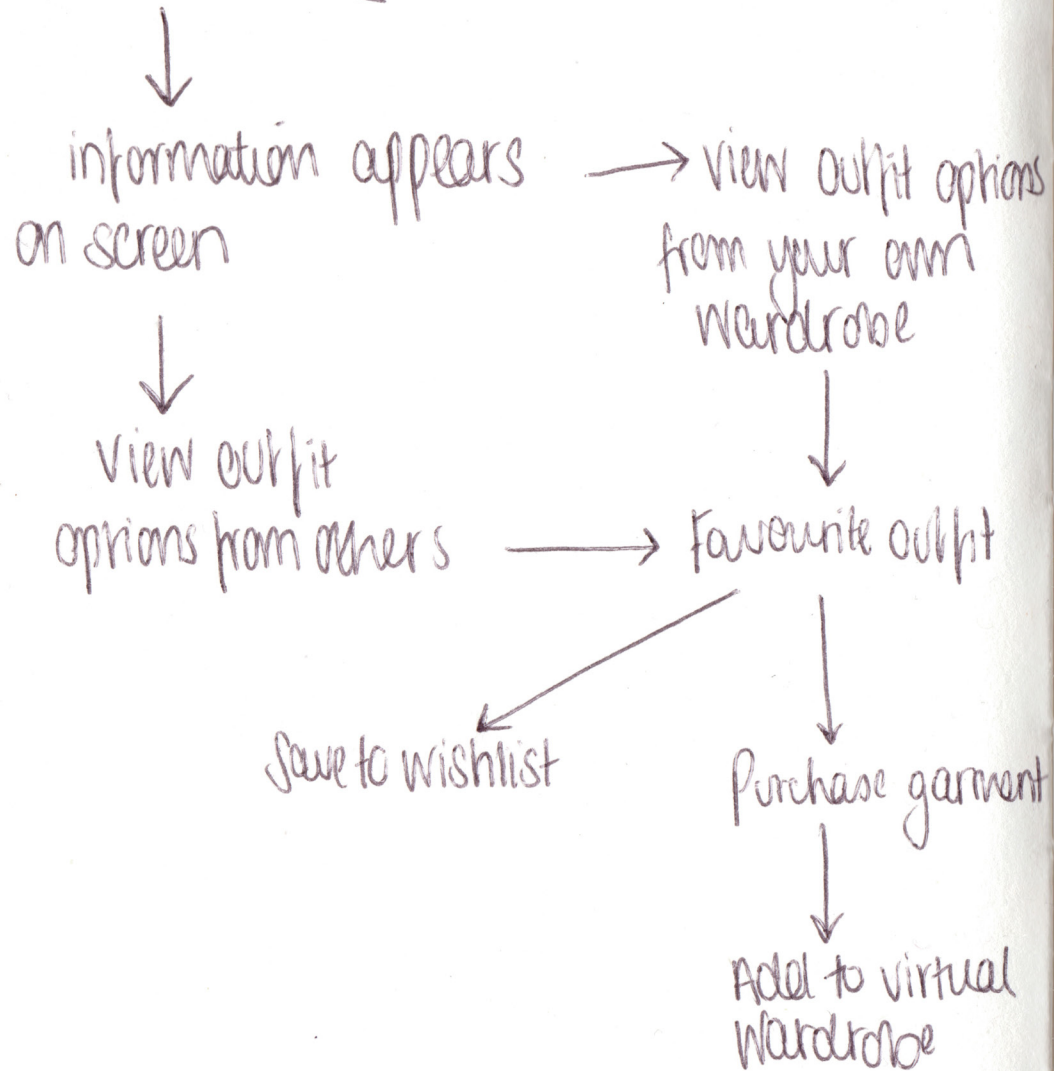 information appears
on screen
view outfit options
from your own
wardrobe
view outfit
options from others
Favourite outfit
Save to wishlist
Purchase garment
Add to virtual
wardrobe